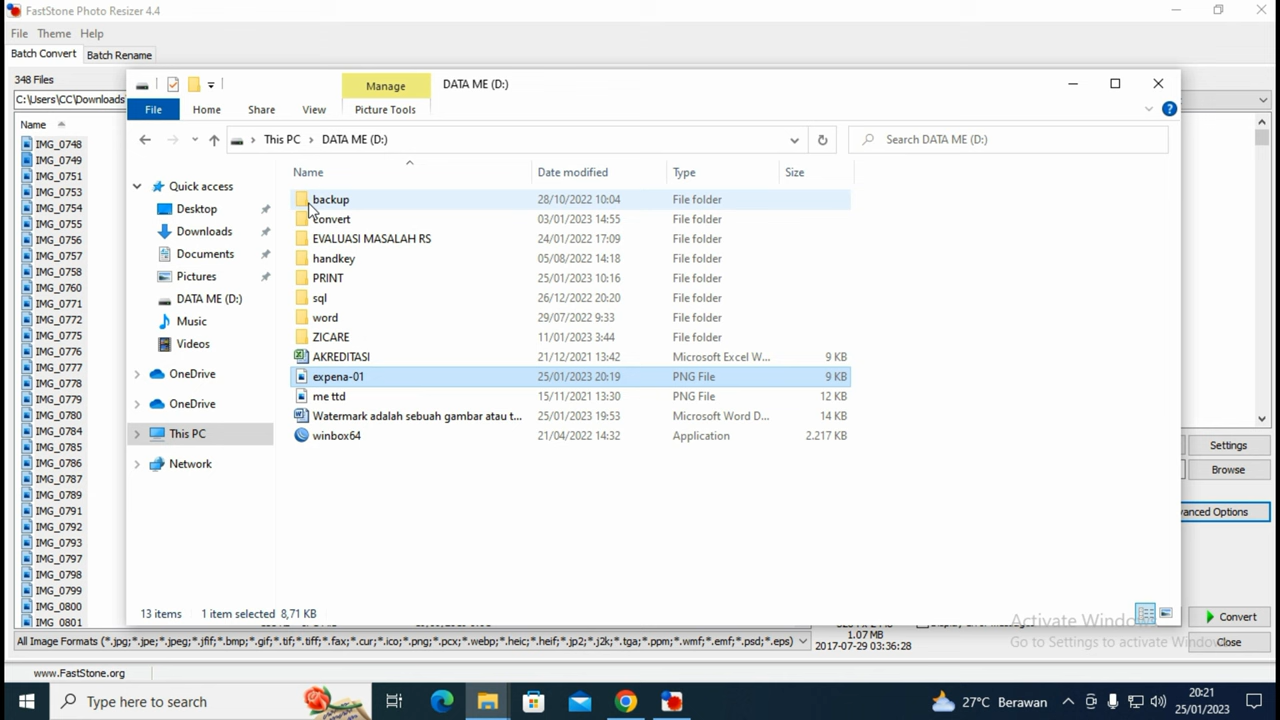 FastStone Photo Resizer 4.4
File Theme Help
Batch Convert Batch Rename
348 Files
C:\Users\CC\Downloads
Name
IMG_0748
IMG_0749
IMG_0751
IMG_0753
IMG_0754
IMG_0755
IMG_0756
IMG_0757
IMG_0758
IMG_0760
IMG_0771
IMG_0772
IMG_0775
IMG_0776
IMG_0777
IMG_0778
IMG_0779
IMG_0780
IMG_0784
IMG_0785
IMG_0786
IMG_0787
IMG_0789
IMG_0791
IMG_0792
IMG_0793
IMG_0797
IMG_0798
IMG_0799
IMG_0800
IMG_0801
Manage DATA ME (D:)
File Home Share View Picture Tools
This PC > DATA ME (D:)
Search DATA ME (D:)
Quick access
Desktop
Downloads
Documents
Pictures
DATA ME (D:)
Music
Videos
OneDrive
OneDrive
This PC
Network
Name Date modified Type Size
backup 28/10/2022 10:04 File folder
convert 03/01/2023 14:55 File folder
EVALUASI MASALAH RS 24/01/2022 17:09 File folder
handkey 05/08/2022 14:18 File folder
PRINT 25/01/2023 10:16 File folder
sql 26/12/2022 20:20 File folder
word 29/07/2022 9:33 File folder
ZICARE 11/01/2023 3:44 File folder
AKREDITASI 21/12/2021 13:42 Microsoft Excel W... 9 KB
expena-01 25/01/2023 20:19 PNG File 9 KB
me ttd 15/11/2021 13:30 PNG File 12 KB
Watermark adalah sebuah gambar atau t... 25/01/2023 19:53 Microsoft Word D... 14 KB
winbox64 21/04/2022 14:32 Application 2.217 KB
13 items 1 item selected 8,71 KB
Settings
Browse
vanced Options
Convert
Close
Activate Windo
Go to Settings to activate Window
All Image Formats (*.jpg;*.jpe;*.jpeg;*.jfif;*.bmp;*.gif;*.tif;*.tiff;*.fax;*.cur;*.ico;*.png;*.pcx;*.webp;*.heic;*.heif;*.jp2;*.j2k;*.tga;*.ppm;*.wmf;*.emf;*.psd;*.eps)
1.07 MB
2017-07-29 03:36:28
www.FastStone.org
Type here to search
27°C Berawan
20:21
25/01/2023